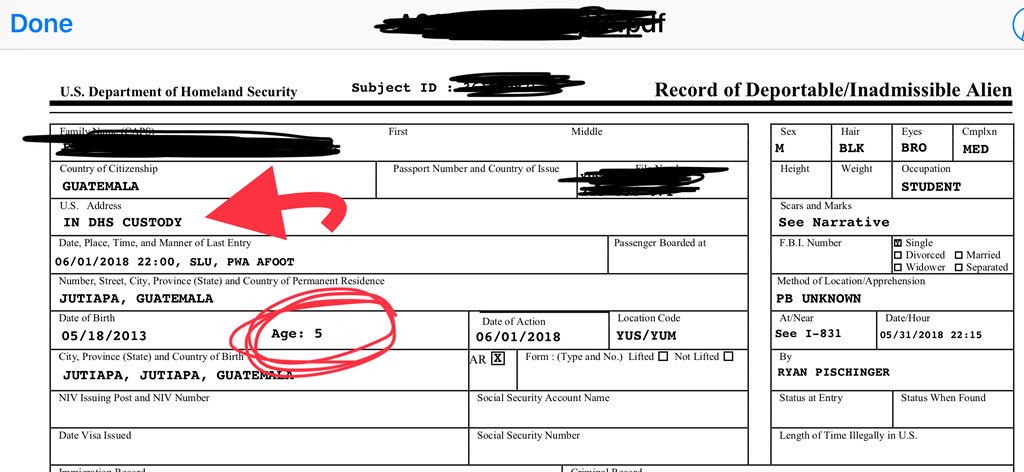 Done
pdf
U.S. Department of Homeland Security
Subject ID :
Record of Deportable/Inadmissible Alien
Family Name (CAPS)
First
Middle
Sex
Hair
Eyes
Cmplxn
M
BLK
BRO
MED
Country of Citizenship
Passport Number and Country of Issue
Height
Weight
Occupation
GUATEMALA
STUDENT
U.S. Address
Scars and Marks
IN DHS CUSTODY
See Narrative
Date, Place, Time, and Manner of Last Entry
Passenger Boarded at
F.B.I. Number
Single
Divorced
Married
Widower
Separated
06/01/2018 22:00, SLU, PWA AFOOT
Number, Street, City, Province (State) and Country of Permanent Residence
Method of Location/Apprehension
JUTIAPA, GUATEMALA
PB UNKNOWN
Date of Birth
Date of Action
Location Code
At/Near
Date/Hour
05/18/2013
Age: 5
06/01/2018
YUS/YUM
See I-831
05/31/2018 22:15
City, Province (State) and Country of Birth
AR X
Form : (Type and No.) Lifted
Not Lifted
By
JUTIAPA, JUTIAPA, GUATEMALA
RYAN PISCHINGER
NIV Issuing Post and NIV Number
Social Security Account Name
Status at Entry
Status When Found
Date Visa Issued
Social Security Number
Length of Time Illegally in U.S.
Immigration Record
Criminal Record